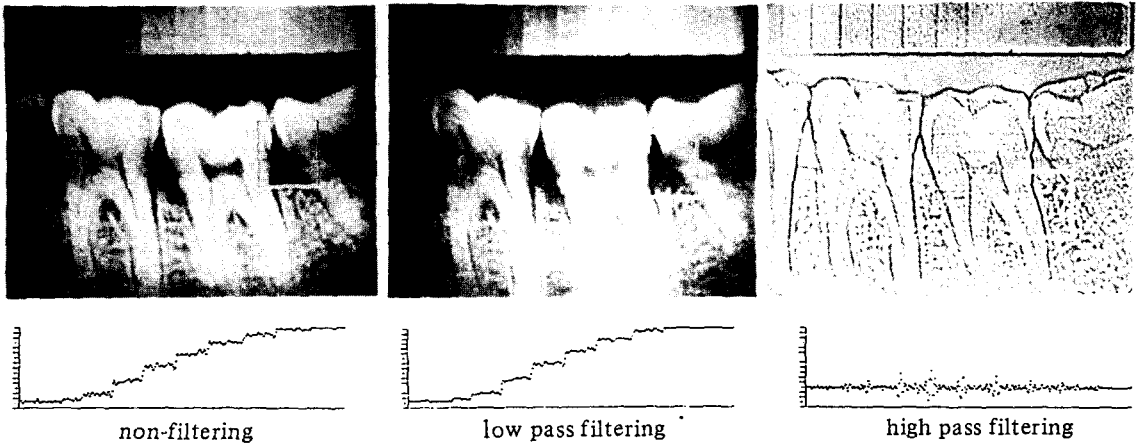 non-filtering
low pass filtering
high pass filtering